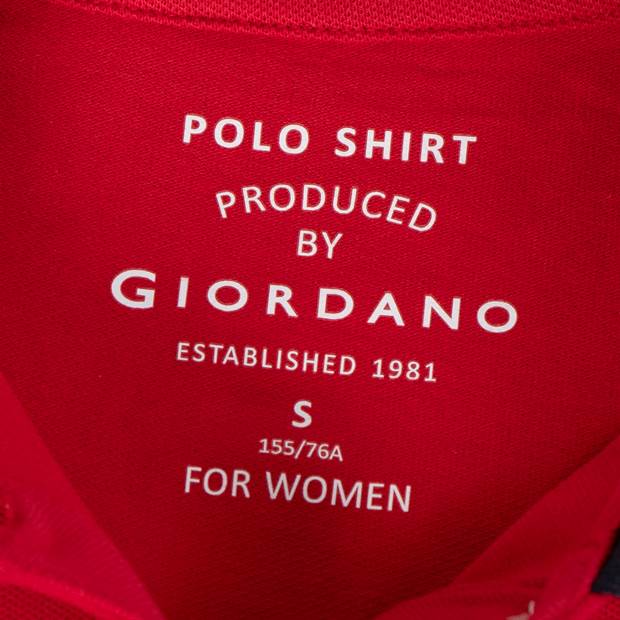 POLO SHIRT
PRODUCED
BY
GIORDANO
ESTABLISHED 1981
S
155/76A
FOR WOMEN